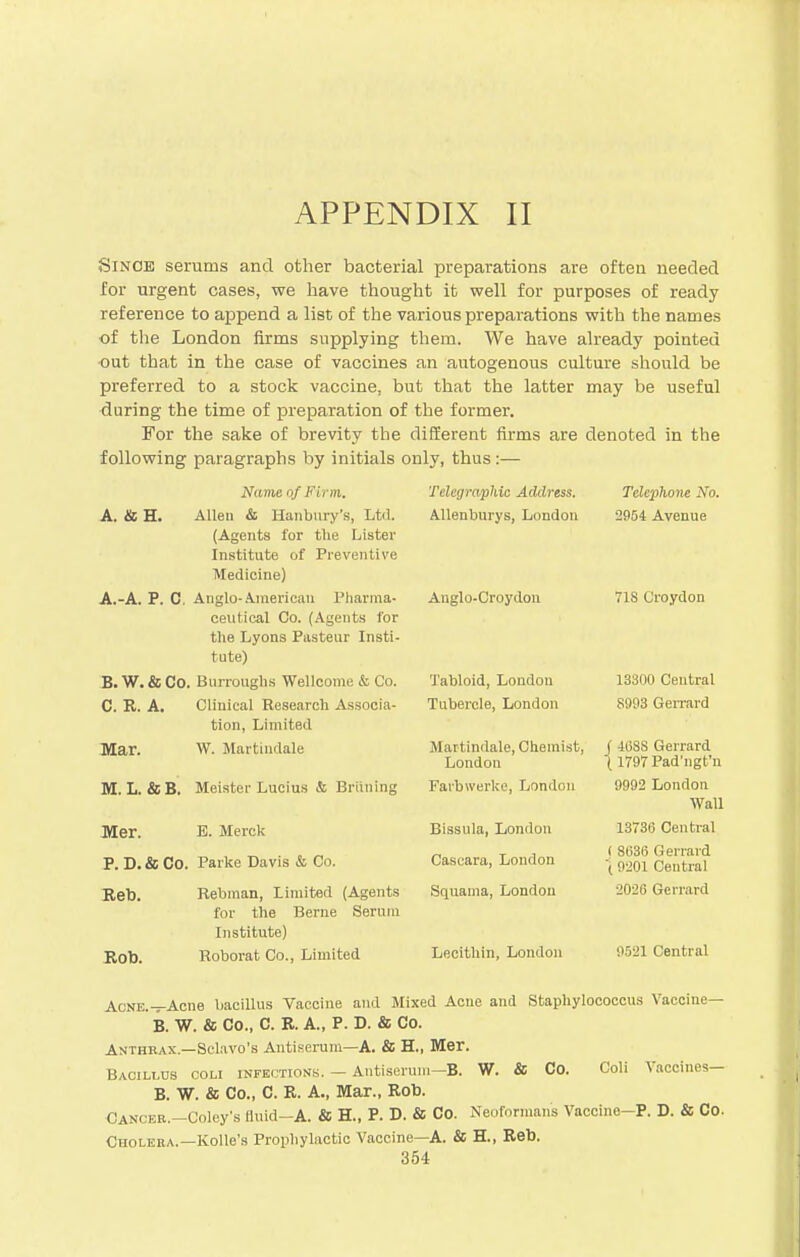 APPENDIX II
SINCE serums and other bacterial preparations are often needed
for urgent cases, we have thought it well for purposes of ready
reference to append a list of the various preparations with the names
of the London firms supplying them. We have already pointed
out that in the case of vaccines an autogenous culture should be
preferred to a stock vaccine, but that the latter may be useful
during the time of preparation of the former.
For the sake of brevity the different firms are denoted in the
following paragraphs by initials only, thus:—
Name of Firm. Telegraphic Address. Telephone No.
A. & H. Allen & Hanbury's, Ltd. Allenburys, London 2954 Avenue
(Agents for the Lister
Institute of Preventive
Medicine)
A.-A. P. C. Anglo-American Pharma- Anglo-Croydon 718 Croydon
ceutical Co. (Agents for
the Lyons Pasteur Insti-
tute)
B. W. & Co. Burroughs Wellcome & Co. Tabloid, London 13300 Central
C. R. A. Clinical Research Associa- Tubercle, London 8993 Gerrard
tion, Limited
Mar. W. Martindale Martindale, Chemist, { 4688 Gerrard
London { 1797 Pad'ngt'n
M. L. & B. Meister Lucius & Brüning Farbwerke, London 9992 London
Wall
Mer. E. Merck Bissula, London 13736 Central
P. D. & Co. Parke Davis & Co. Cascara, London { 8636 Gerrard
{ 9201 Central
Reb. Rebman, Limited (Agents Squama, London 2026 Gerrard
for the Berne Serum
Institute)
Rob. Roborat Co., Limited Lecithin, London 9521 Central
ACNE.—Acne bacillus Vaccine and Mixed Acne and Staphylococcus Vaccine—
B. W. & Co., C. R. A., P. D. & Co.
ANTHRAX.—Sclavo's Antiserum—A. & H., Mer.
BACILLUS COLI INFECTIONS. — Antiserum—B. W. & Co. Coli Vaccines—
B. W. & Co., C. R. A., Mar., Rob.
CANCER.—Coley's fluid—A. & H., P. D. & Co. Neoformans Vaccine—P. D. & Co.
CHOLERA.—Kolle's Prophylactic Vaccine—A. & H., Reb.
354